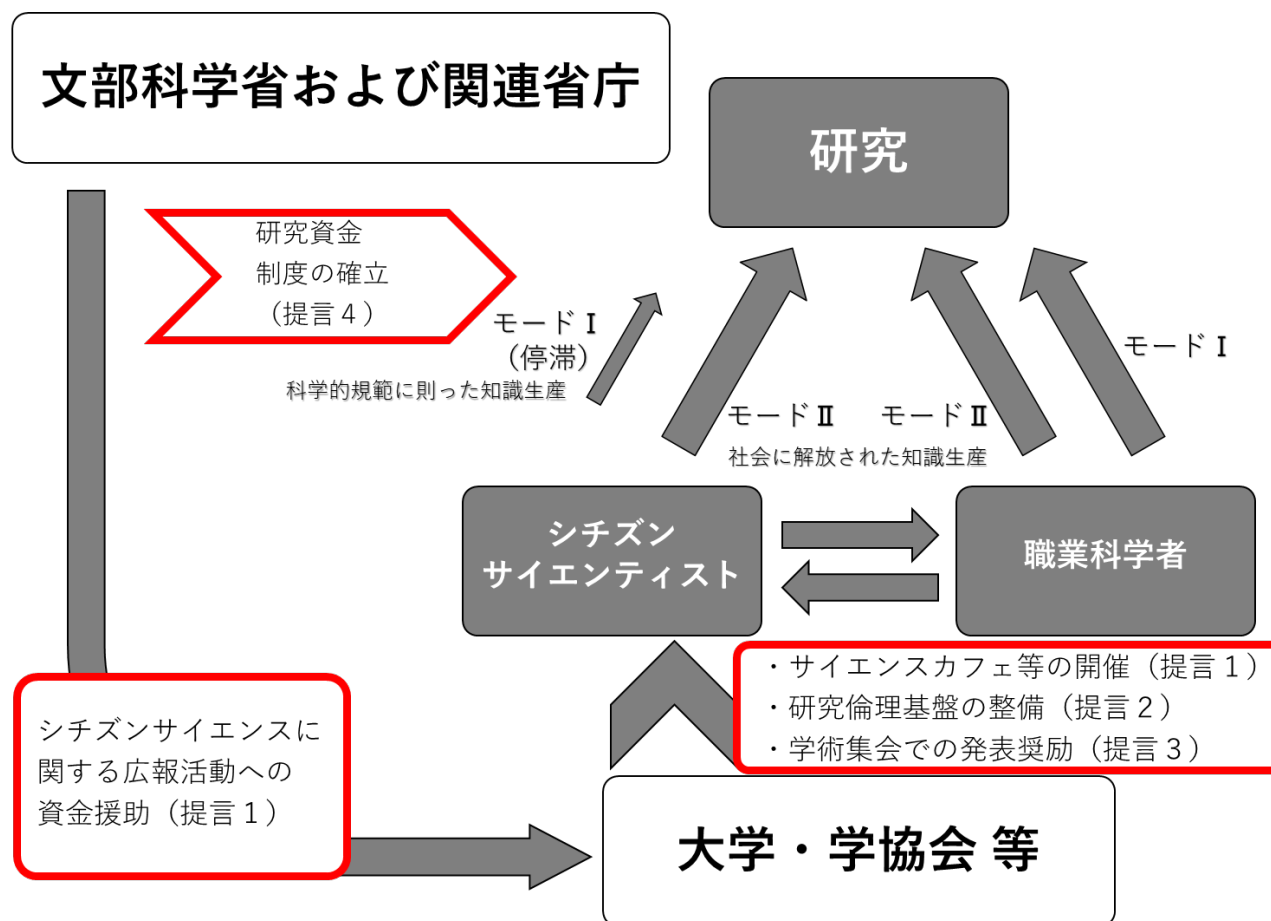 文部科学省および関連省庁
研究
研究資金
制度の確立
（提言４）
モードⅠ
（停滞）
科学的規範に則った知識生産
モードⅠ
モードⅡ
モードⅡ
社会に解放された知識生産
シチズン
サイエンティスト
職業科学者
・サイエンスカフェ等の開催（提言１）
・研究倫理基盤の整備（提言２）
・学術集会での発表奨励（提言３）
シチズンサイエンスに
関する広報活動への
資金援助（提言１）
大学・学協会 等